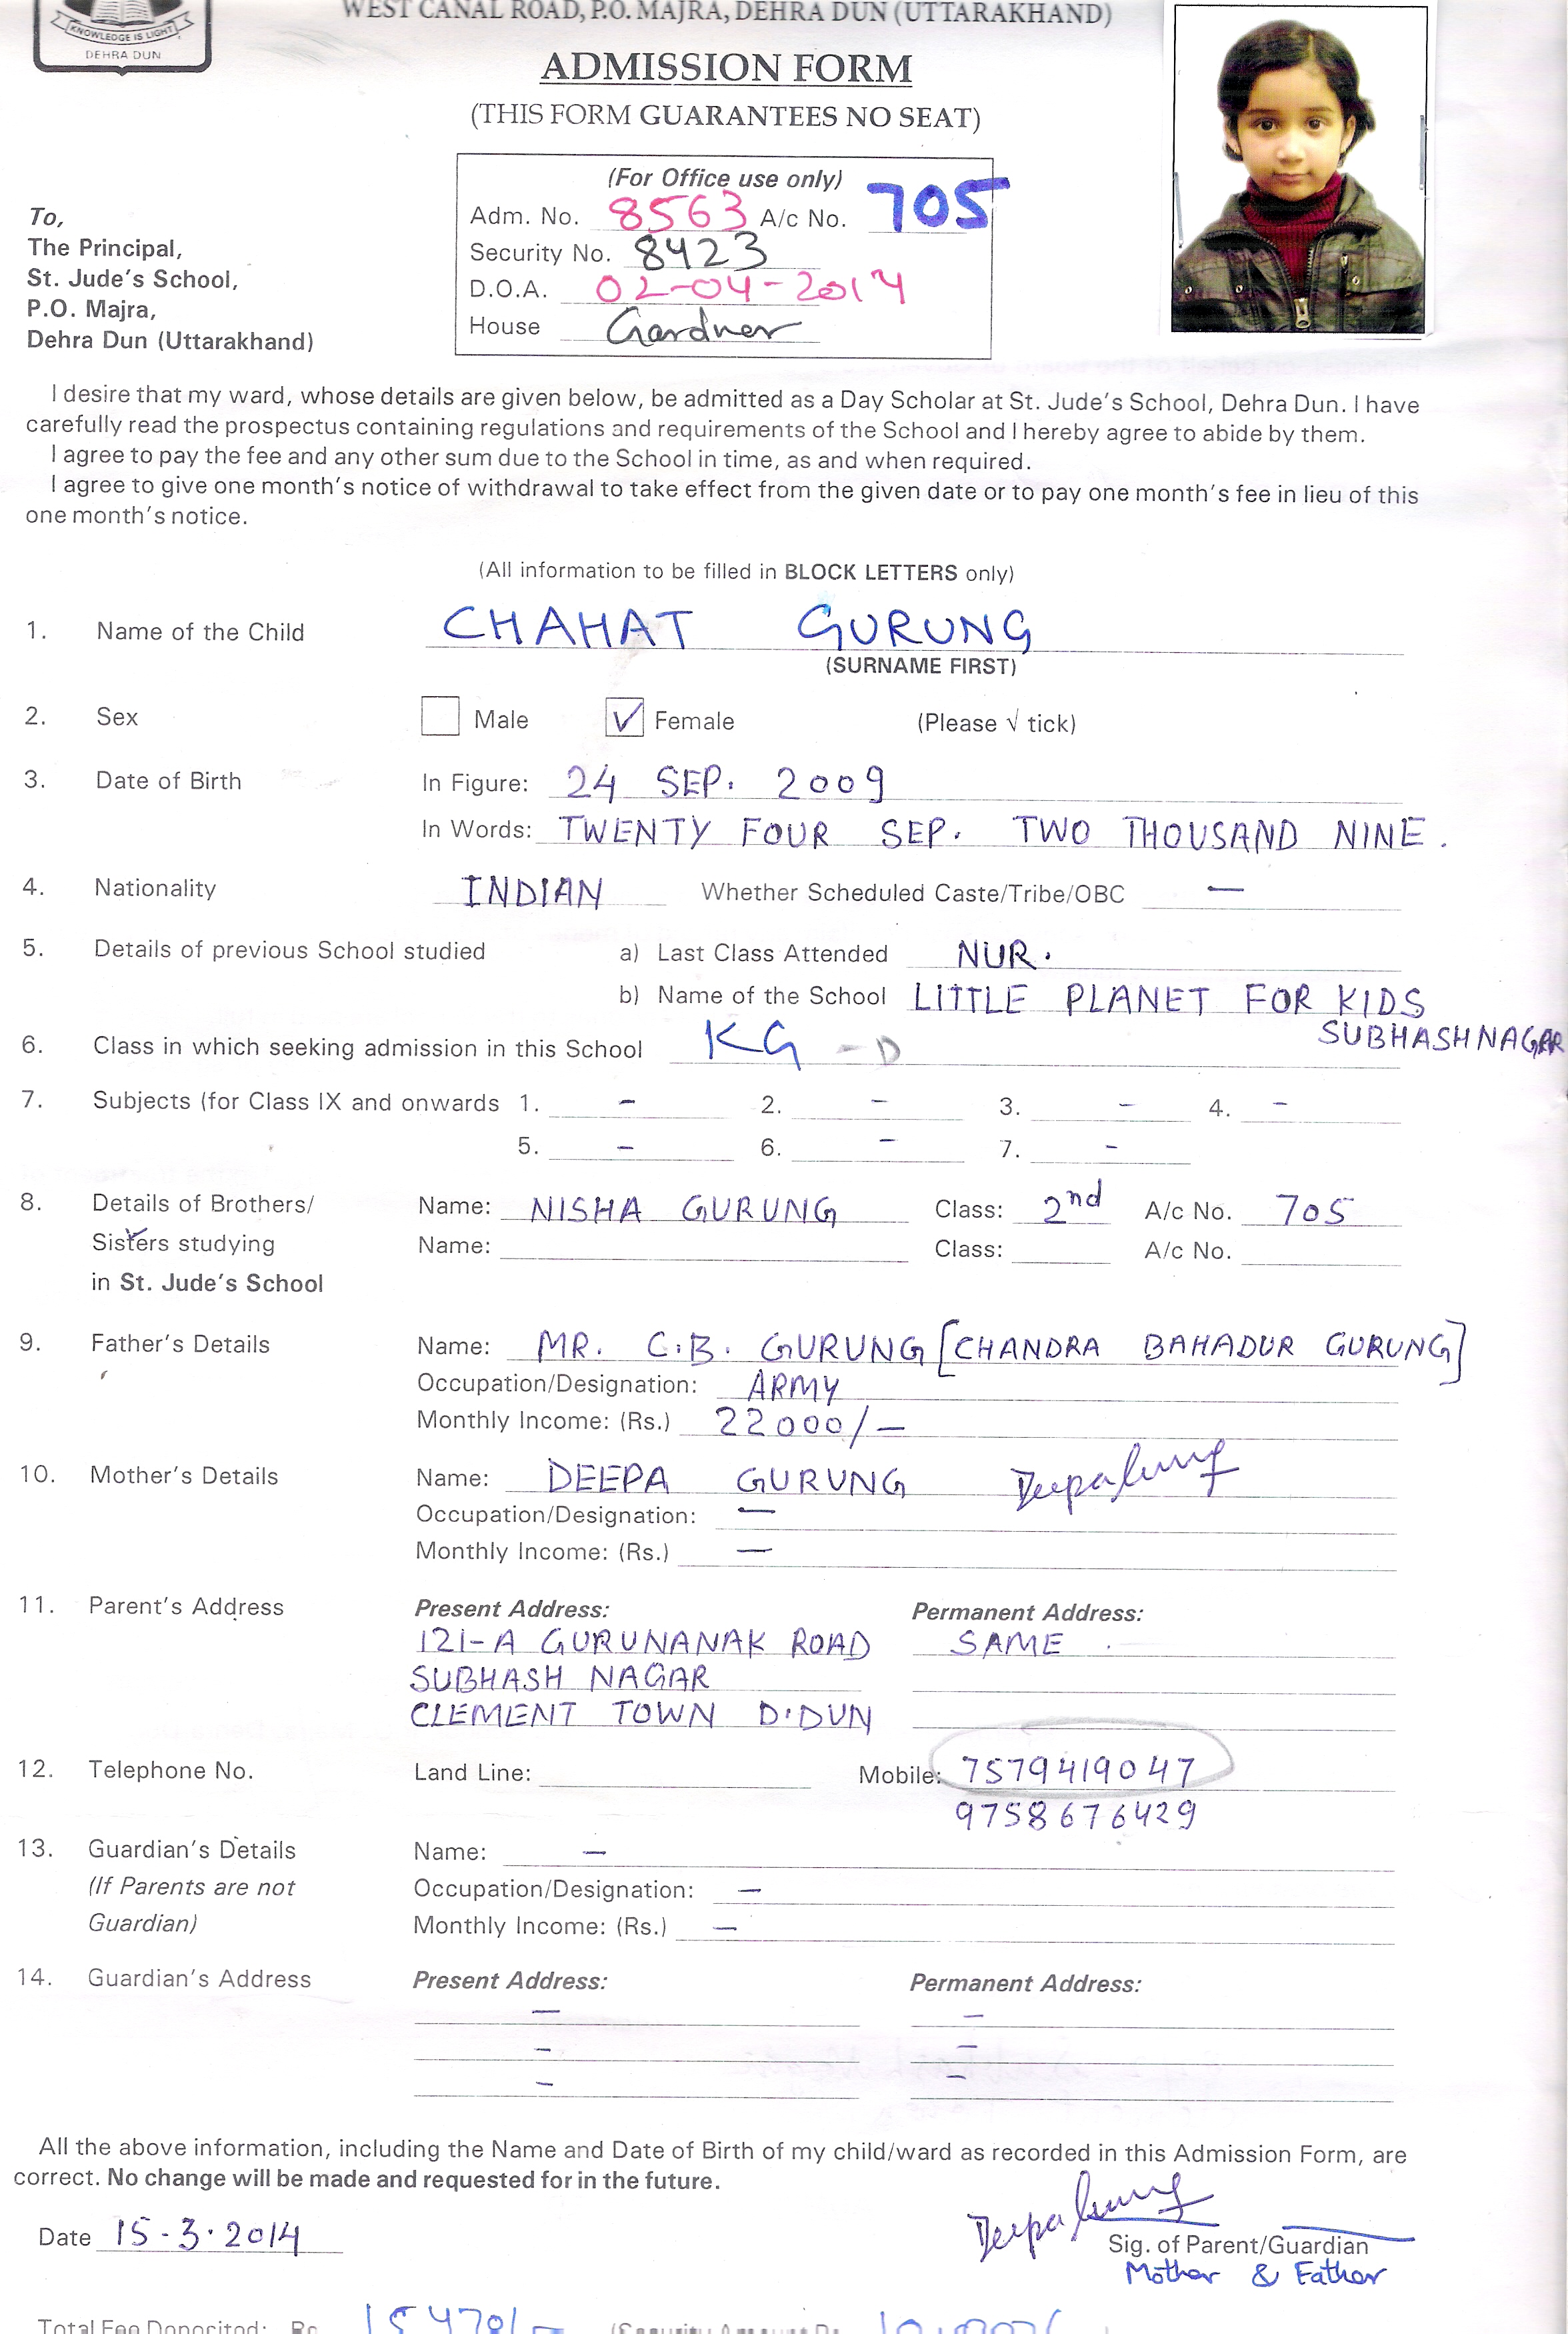 WEST CANAL ROAD, P.O. MAJRA, DEHRA DUN (UTTARAKHAND)
KNOWLEDGE IS LIGHT
DEHRA DUN
ADMISSION FORM
(THIS FORM GUARANTEES NO SEAT)
(For Office use only)
Adm. No. 8563 A/c No. 705
Security No. 8423
D.O.A. 02-04-2014
House Gardner
To,
The Principal,
St. Jude's School,
P.O. Majra,
Dehra Dun (Uttarakhand)
I desire that my ward, whose details are given below, be admitted as a Day Scholar at St. Jude's School, Dehra Dun. I have
carefully read the prospectus containing regulations and requirements of the School and I hereby agree to abide by them.
I agree to pay the fee and any other sum due to the School in time, as and when required.
I agree to give one month's notice of withdrawal to take effect from the given date or to pay one month's fee in lieu of this
one month's notice.
(All information to be filled in BLOCK LETTERS only)
1. Name of the Child CHAHAT GURUNG
(SURNAME FIRST)
2. Sex Male ✓ Female (Please √ tick)
3. Date of Birth In Figure: 24 SEP. 2009
In Words: TWENTY FOUR SEP. TWO THOUSAND NINE.
4. Nationality INDIAN Whether Scheduled Caste/Tribe/OBC —
5. Details of previous School studied a) Last Class Attended NUR.
b) Name of the School LITTLE PLANET FOR KIDS
SUBHASHNAGAR
6. Class in which seeking admission in this School KG - D
7. Subjects (for Class IX and onwards 1. - 2. - 3. - 4. -
5. - 6. - 7. -
8. Details of Brothers/ Name: NISHA GURUNG Class: 2nd A/c No. 705
Sisters studying Name: Class: A/c No.
in St. Jude's School
9. Father's Details Name: MR. C.B. GURUNG [CHANDRA BAHADUR GURUNG]
Occupation/Designation: ARMY
Monthly Income: (Rs.) 22000/-
10. Mother's Details Name: DEEPA GURUNG Deepa Gurung
Occupation/Designation: —
Monthly Income: (Rs.) —
11. Parent's Address Present Address: Permanent Address:
121-A GURUNANAK ROAD SAME
SUBHASH NAGAR
CLEMENT TOWN D'DUN
12. Telephone No. Land Line: Mobile: 7579419047
9758676429
13. Guardian's Details Name: —
(If Parents are not Occupation/Designation: —
Guardian) Monthly Income: (Rs.) —
14. Guardian's Address Present Address: Permanent Address:
— —
— —
— —
All the above information, including the Name and Date of Birth of my child/ward as recorded in this Admission Form, are
correct. No change will be made and requested for in the future.
Date 15-3-2014 Deepa Gurung
Sig. of Parent/Guardian
Mother & Father
Total Fee Deposited: Rs.